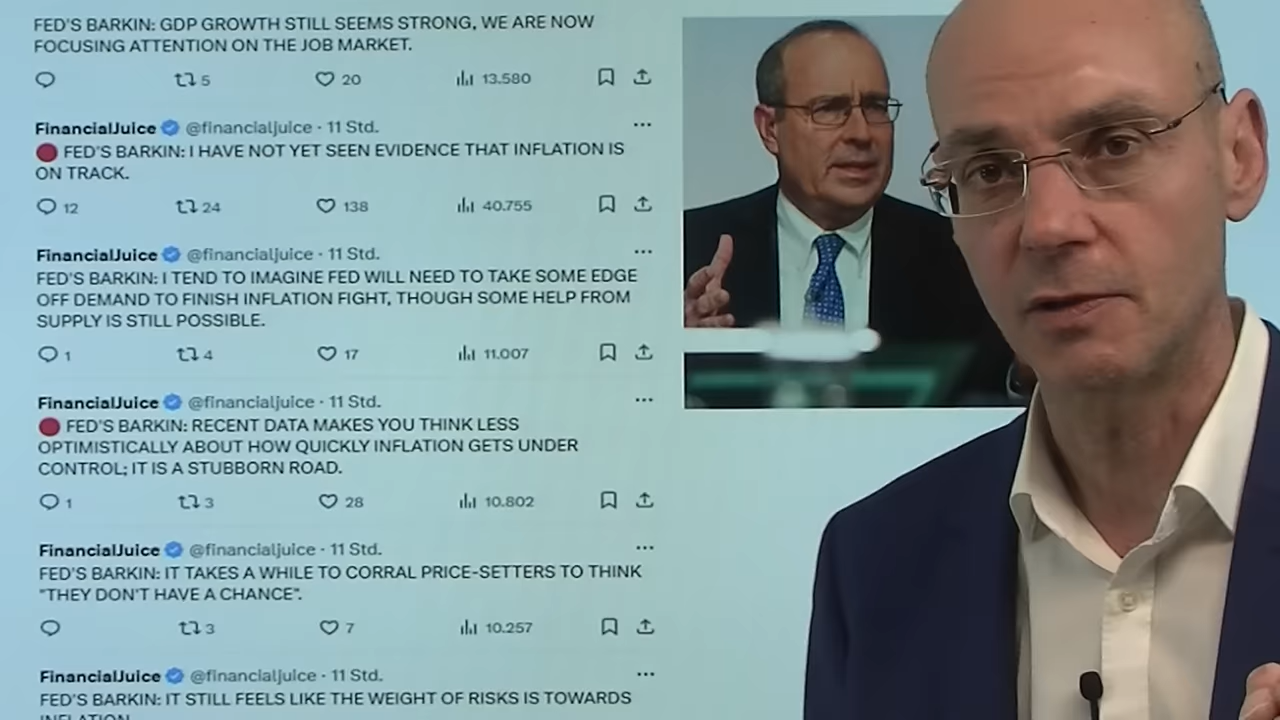 FED'S BARKIN: GDP GROWTH STILL SEEMS STRONG, WE ARE NOW
FOCUSING ATTENTION ON THE JOB MARKET.
5 20 13.580
FinancialJuice @financialjuice · 11 Std.
FED'S BARKIN: I HAVE NOT YET SEEN EVIDENCE THAT INFLATION IS
ON TRACK.
12 24 138 40.755
FinancialJuice @financialjuice · 11 Std.
FED'S BARKIN: I TEND TO IMAGINE FED WILL NEED TO TAKE SOME EDGE
OFF DEMAND TO FINISH INFLATION FIGHT, THOUGH SOME HELP FROM
SUPPLY IS STILL POSSIBLE.
1 4 17 11.007
FinancialJuice @financialjuice · 11 Std.
FED'S BARKIN: RECENT DATA MAKES YOU THINK LESS
OPTIMISTICALLY ABOUT HOW QUICKLY INFLATION GETS UNDER
CONTROL; IT IS A STUBBORN ROAD.
1 3 28 10.802
FinancialJuice @financialjuice · 11 Std.
FED'S BARKIN: IT TAKES A WHILE TO CORRAL PRICE-SETTERS TO THINK
"THEY DON'T HAVE A CHANCE".
3 7 10.257
FinancialJuice @financialjuice · 11 Std.
FED'S BARKIN: IT STILL FEELS LIKE THE WEIGHT OF RISKS IS TOWARDS
INFLATION